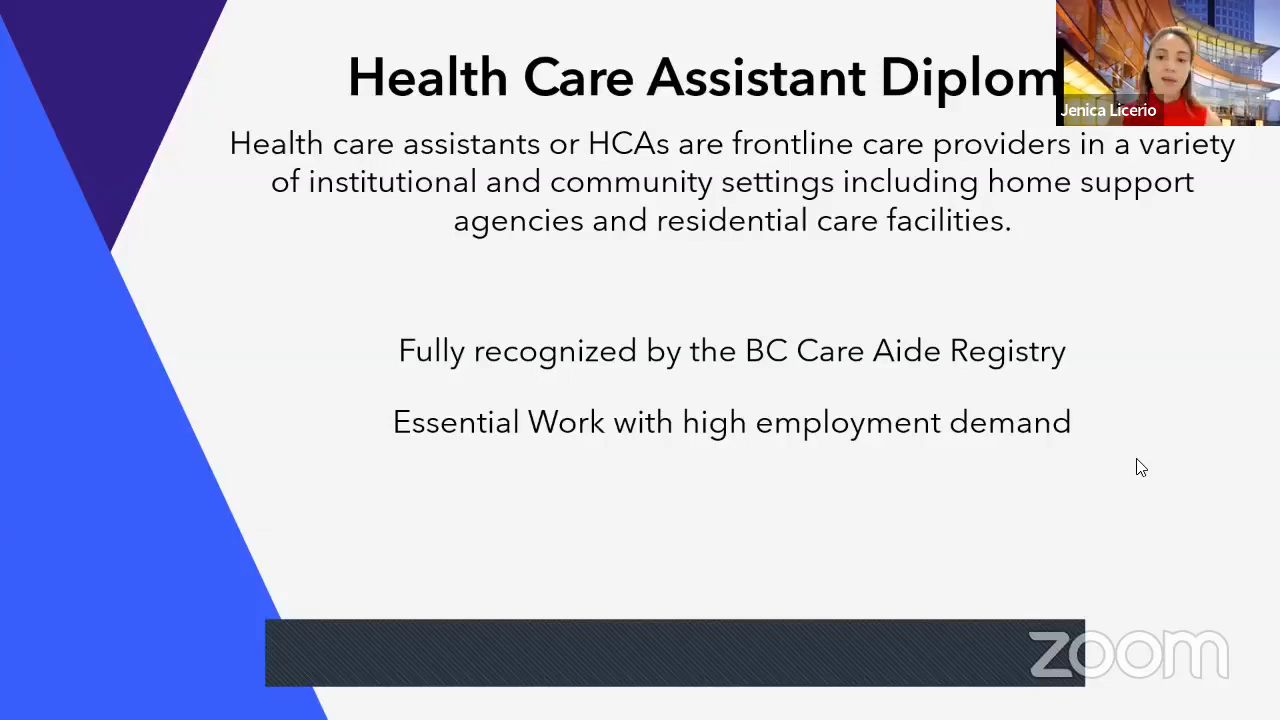 Health Care Assistant Diplom
Jenica Licerio
Health care assistants or HCAs are frontline care providers in a variety
of institutional and community settings including home support
agencies and residential care facilities.
Fully recognized by the BC Care Aide Registry
Essential Work with high employment demand
zoom